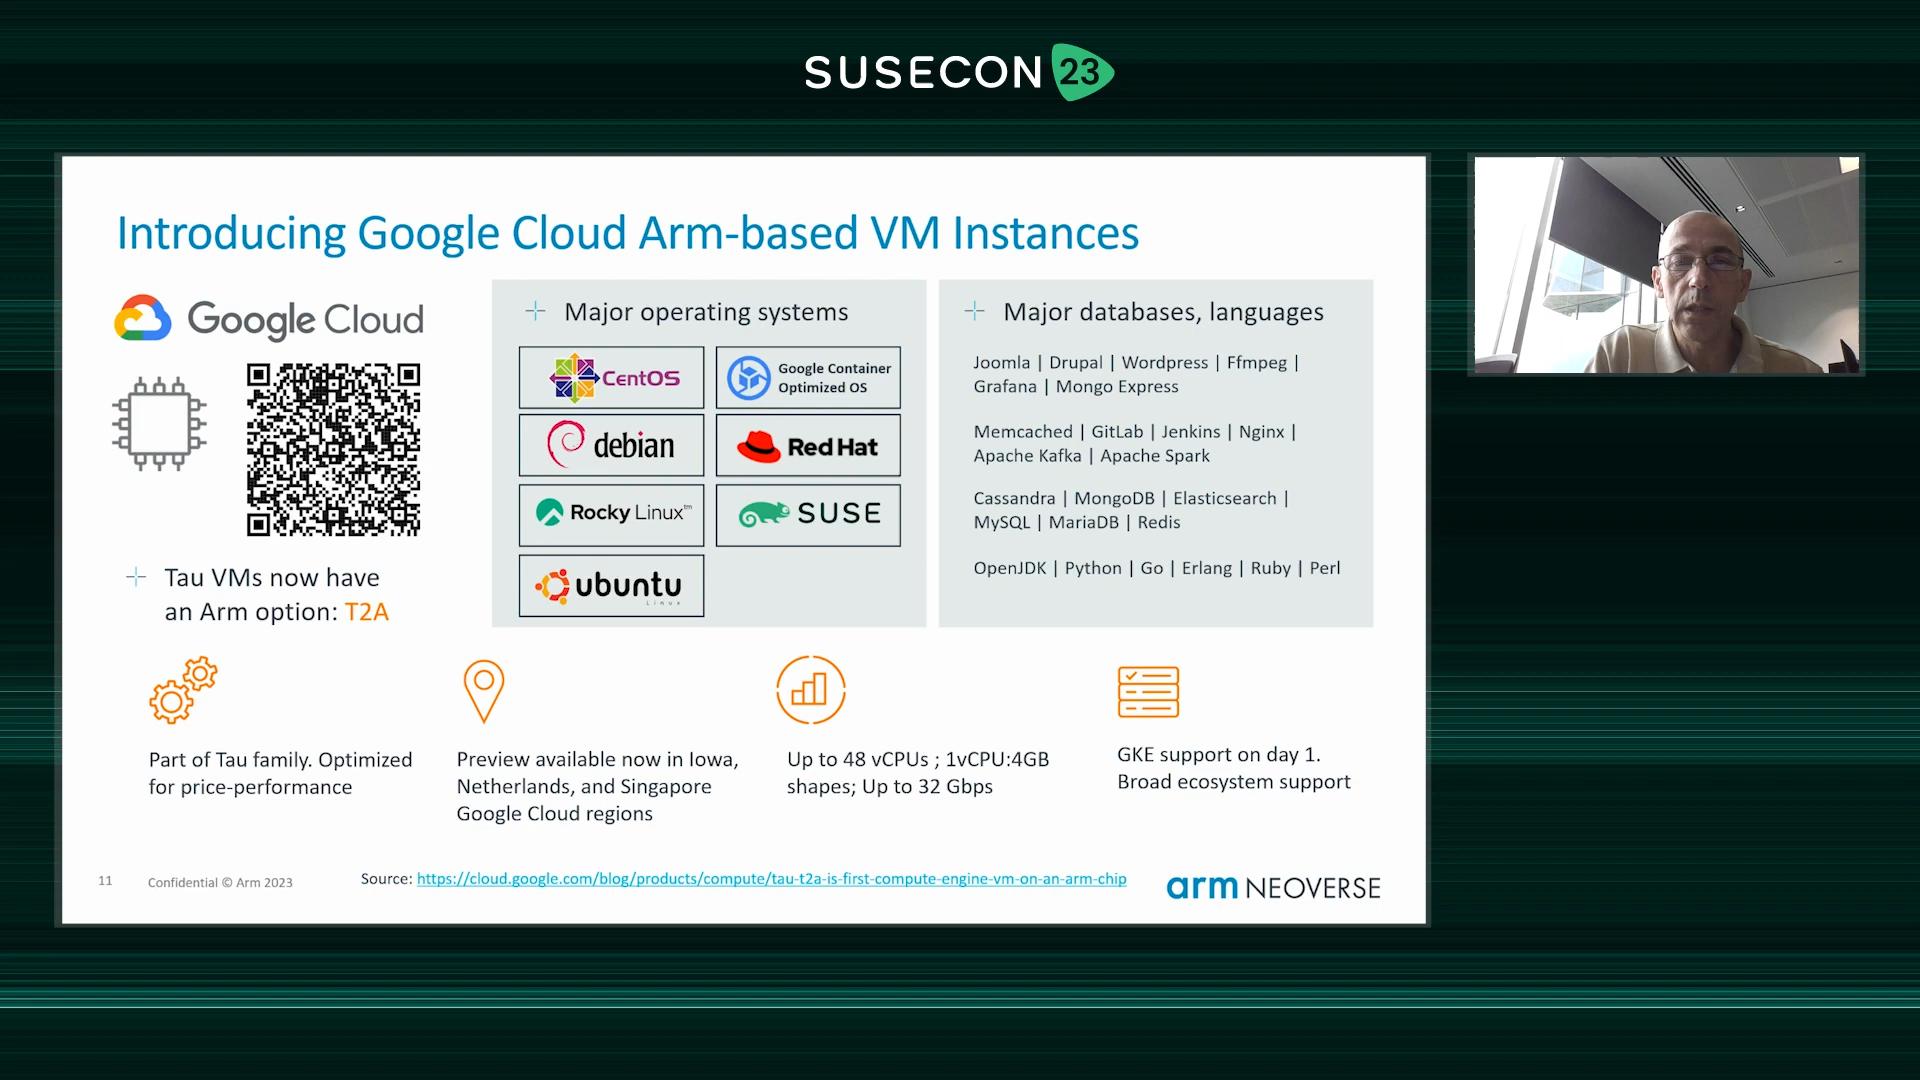 SUSECON 23
Introducing Google Cloud Arm-based VM Instances
Google Cloud
Tau VMs now have
an Arm option: T2A
Major operating systems
CentOS
Google Container
Optimized OS
debian
Red Hat
Rocky Linux™
SUSE
ubuntu
Linux
Major databases, languages
Joomla | Drupal | Wordpress | Ffmpeg |
Grafana | Mongo Express
Memcached | GitLab | Jenkins | Nginx |
Apache Kafka | Apache Spark
Cassandra | MongoDB | Elasticsearch |
MySQL | MariaDB | Redis
OpenJDK | Python | Go | Erlang | Ruby | Perl
Part of Tau family. Optimized
for price-performance
Preview available now in Iowa,
Netherlands, and Singapore
Google Cloud regions
Up to 48 vCPUs ; 1vCPU:4GB
shapes; Up to 32 Gbps
GKE support on day 1.
Broad ecosystem support
11
Confidential © Arm 2023
Source: https://cloud.google.com/blog/products/compute/tau-t2a-is-first-compute-engine-vm-on-an-arm-chip
arm NEOVERSE